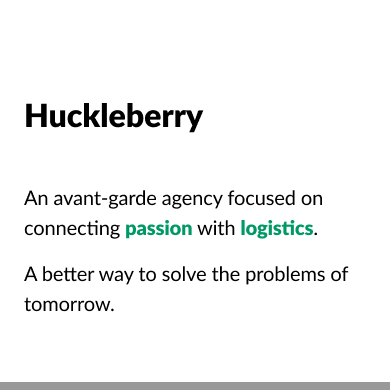 Huckleberry
An avant-garde agency focused on
connecting passion with logistics.
A better way to solve the problems of
tomorrow.